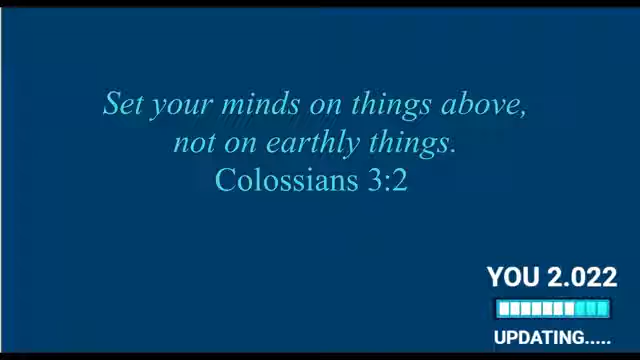 Set your minds on things above,
not on earthly things.
Colossians 3:2
YOU 2.022
UPDATING.....